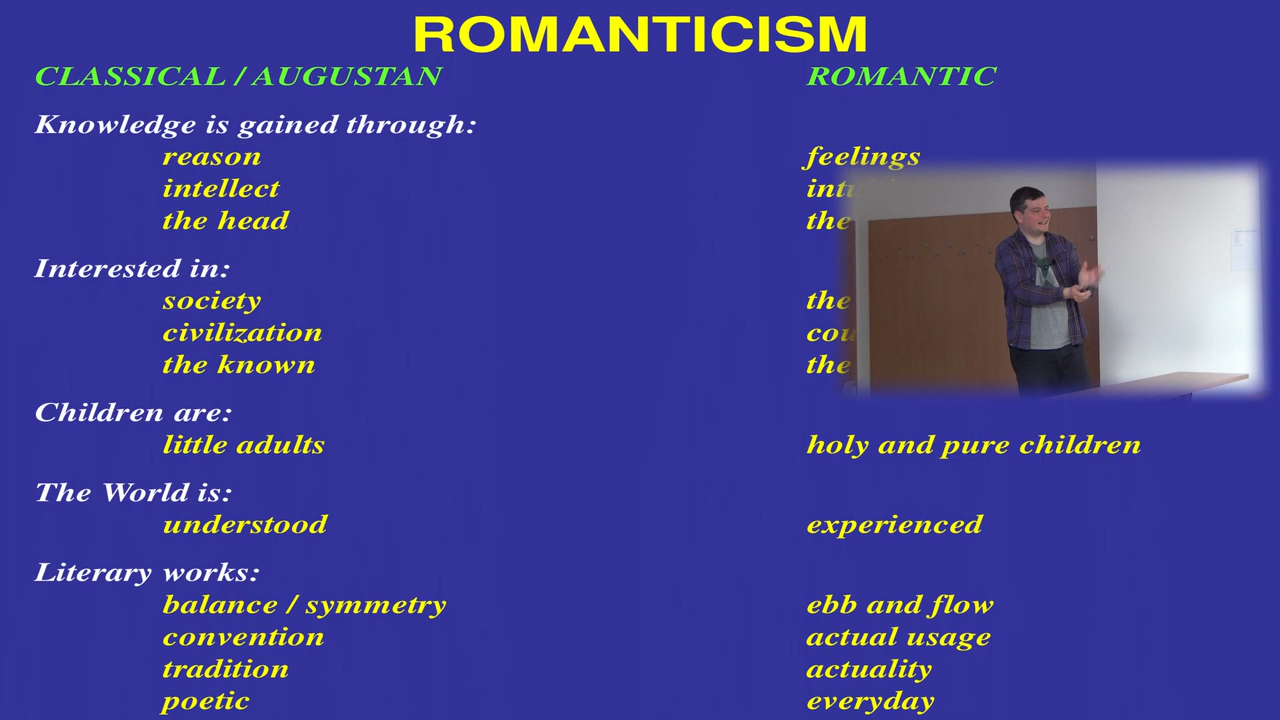 ROMANTICISM
CLASSICAL / AUGUSTAN ROMANTIC
Knowledge is gained through:
reason feelings
intellect
the head the
Interested in:
society the
civilization
the known the
Children are:
little adults holy and pure children
The World is:
understood experienced
Literary works:
balance / symmetry ebb and flow
convention actual usage
tradition actuality
poetic everyday